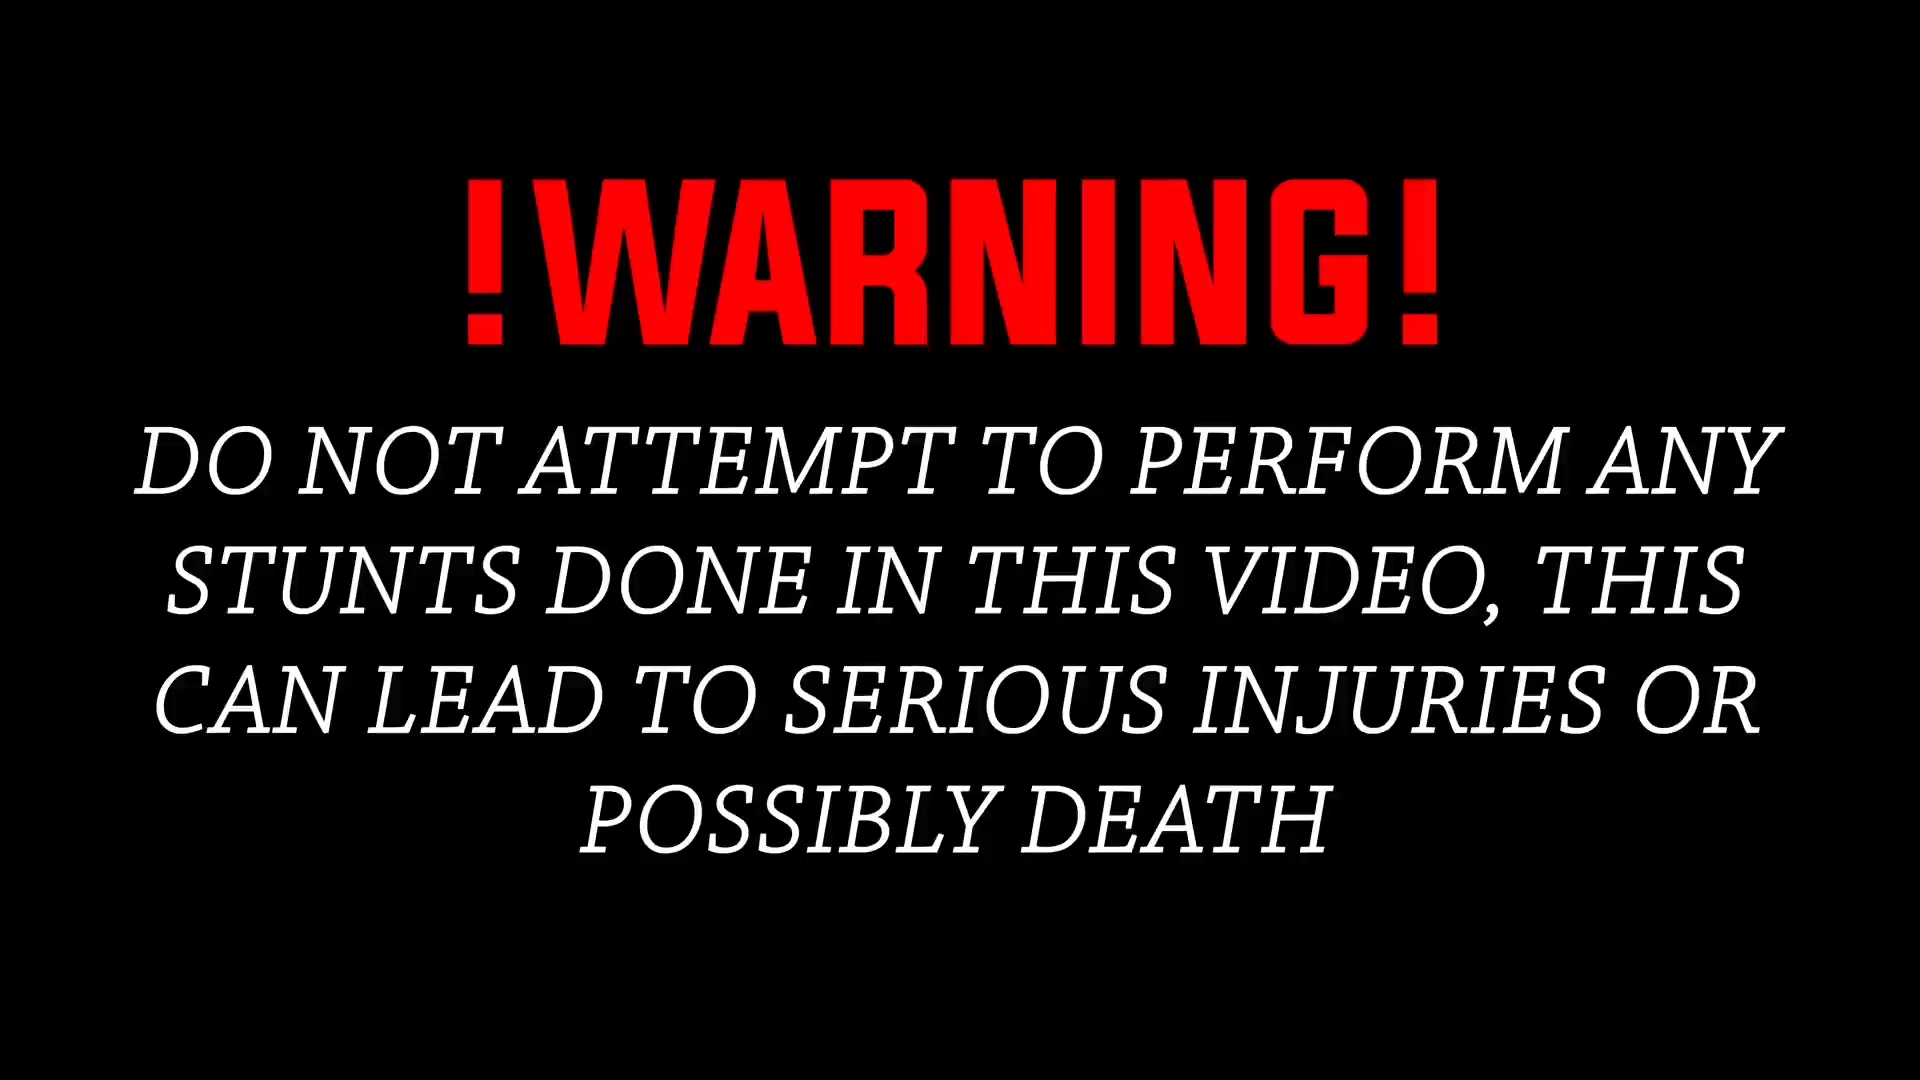 !WARNING!
DO NOT ATTEMPT TO PERFORM ANY
STUNTS DONE IN THIS VIDEO, THIS
CAN LEAD TO SERIOUS INJURIES OR
POSSIBLY DEATH